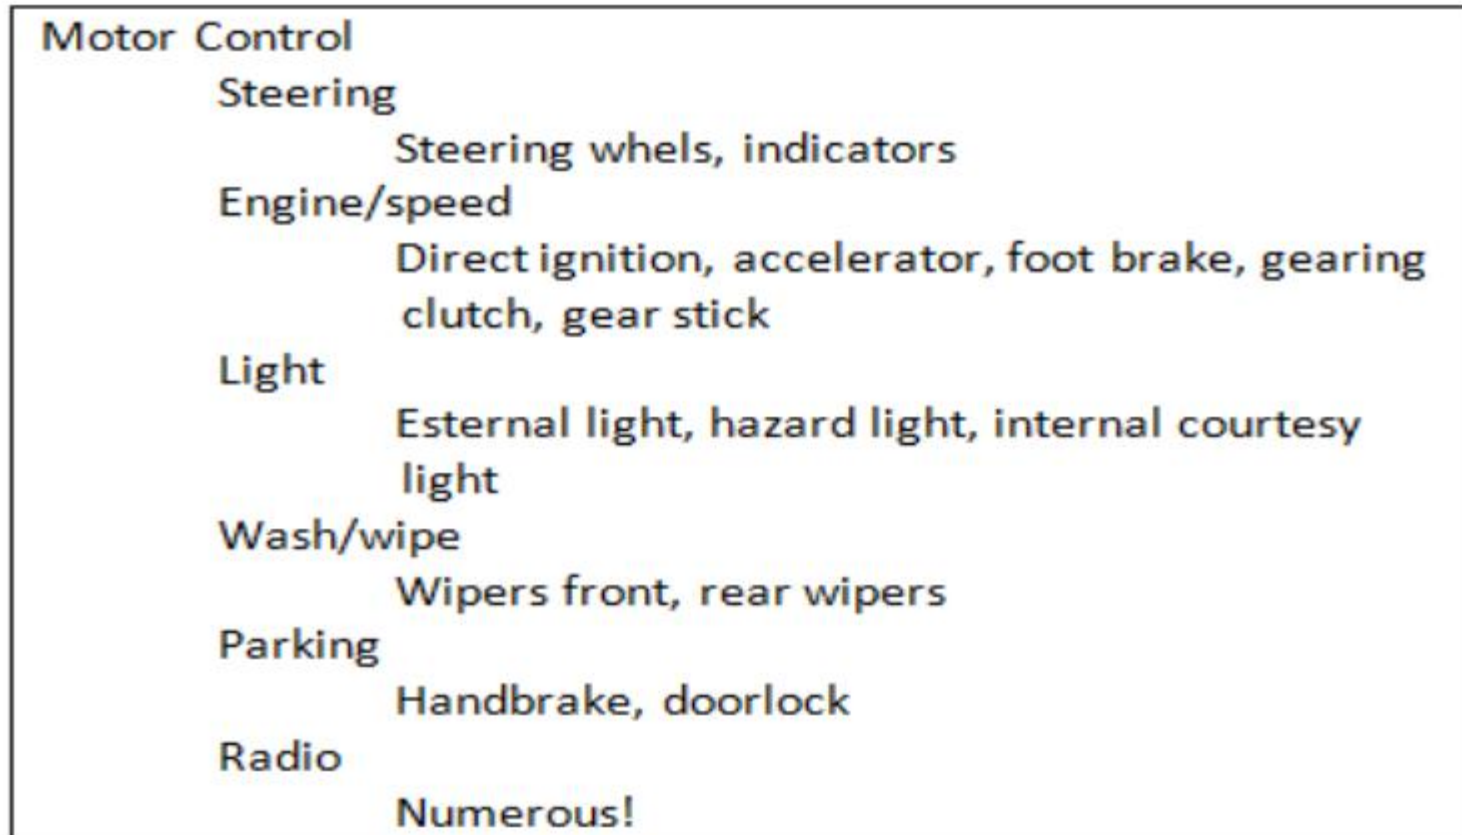 Motor Control
Steering
Steering whels, indicators
Engine/speed
Direct ignition, accelerator, foot brake, gearing
clutch, gear stick
Light
Esternal light, hazard light, internal courtesy
light
Wash/wipe
Wipers front, rear wipers
Parking
Handbrake, doorlock
Radio
Numerous!